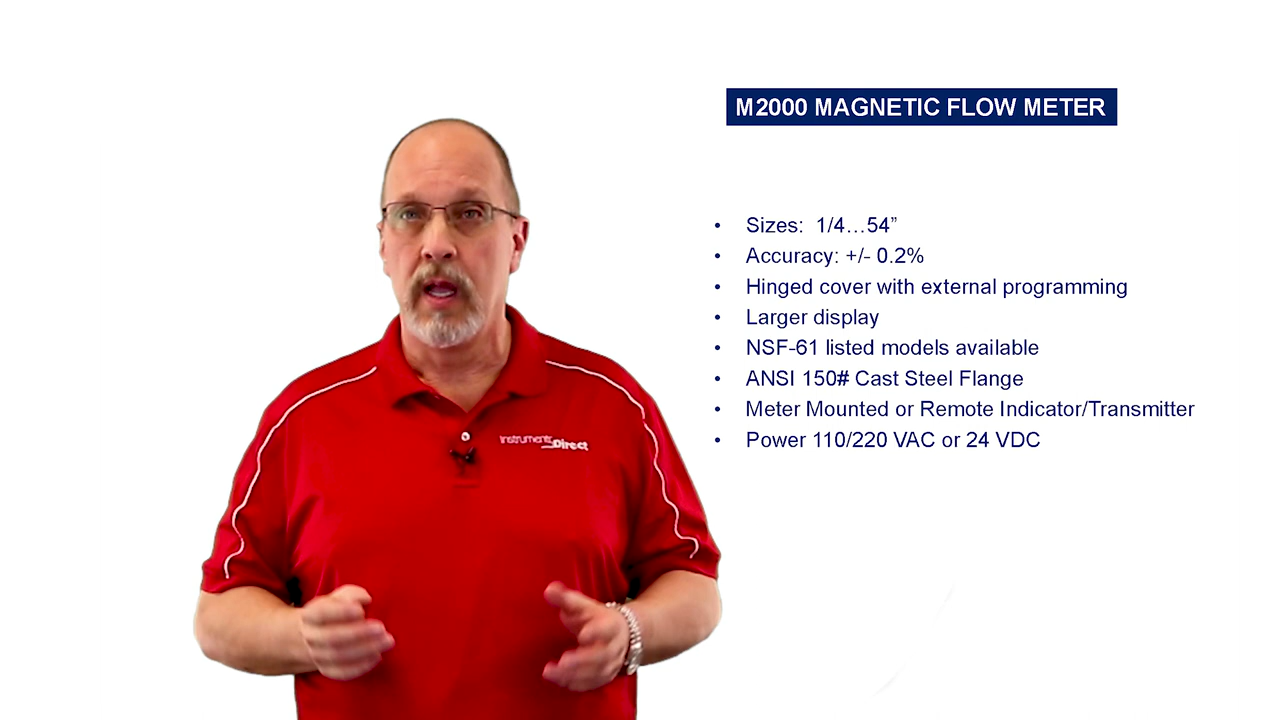 M2000 MAGNETIC FLOW METER
• Sizes: 1/4…54”
• Accuracy: +/- 0.2%
• Hinged cover with external programming
• Larger display
• NSF-61 listed models available
• ANSI 150# Cast Steel Flange
• Meter Mounted or Remote Indicator/Transmitter
• Power 110/220 VAC or 24 VDC
Instruments
Direct